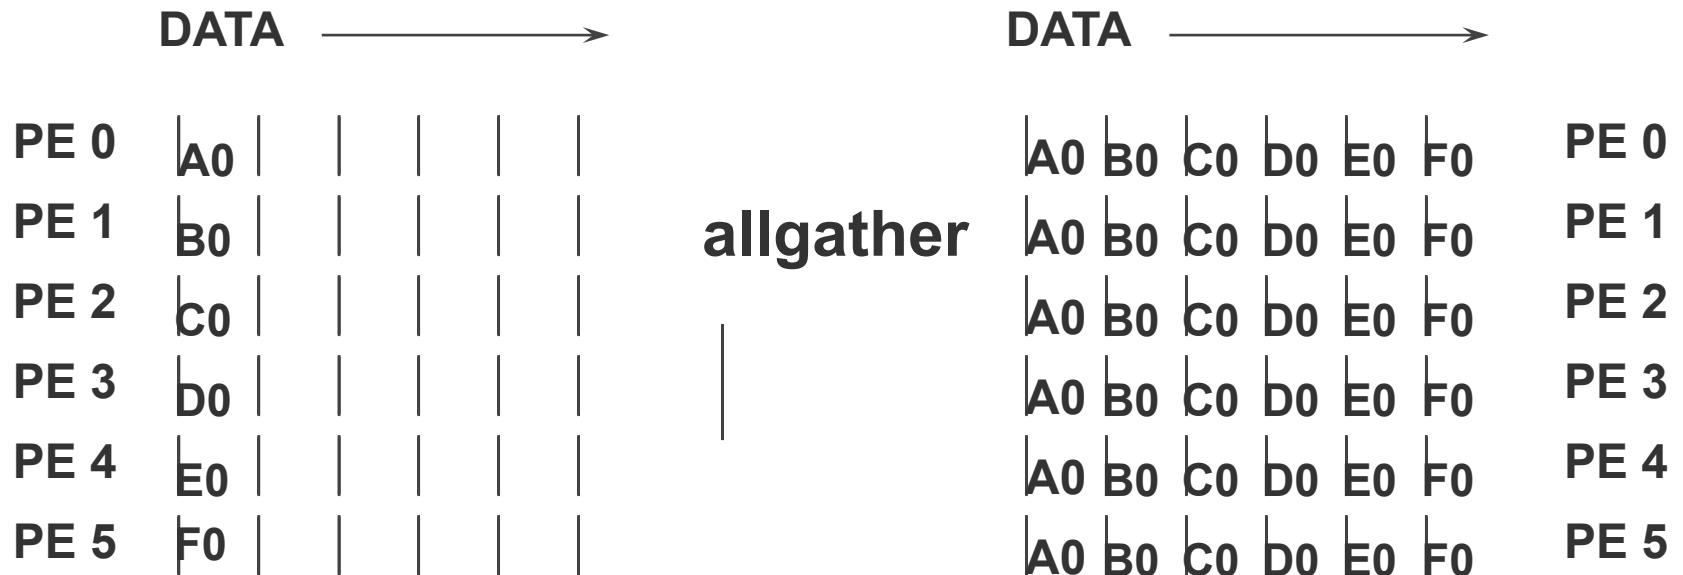 DATA DATA
PE 0 A0 A0 B0 C0 D0 E0 F0 PE 0
PE 1 B0 allgather A0 B0 C0 D0 E0 F0 PE 1
PE 2 C0 A0 B0 C0 D0 E0 F0 PE 2
PE 3 D0 A0 B0 C0 D0 E0 F0 PE 3
PE 4 E0 A0 B0 C0 D0 E0 F0 PE 4
PE 5 F0 A0 B0 C0 D0 E0 F0 PE 5